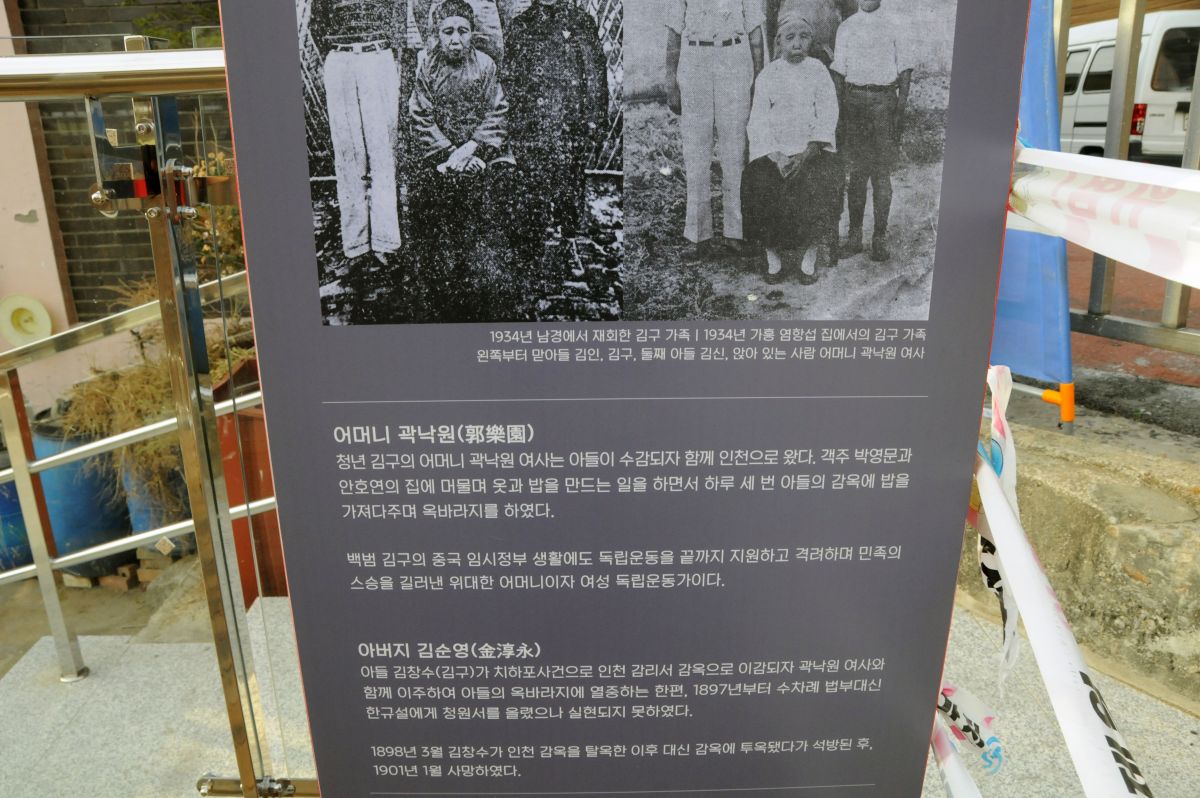 1934년 남경에서 재회한 김구 가족 | 1934년 가흥 염항섭 집에서의 김구 가족
왼쪽부터 맏아들 김인, 김구, 둘째 아들 김신, 앉아 있는 사람 어머니 곽낙원 여사
어머니 곽낙원(郭樂園)
청년 김구의 어머니 곽낙원 여사는 아들이 수감되자 함께 인천으로 왔다. 객주 박영문과
안호연의 집에 머물며 옷과 밥을 만드는 일을 하면서 하루 세 번 아들의 감옥에 밥을
가져다주며 옥바라지를 하였다.
백범 김구의 중국 임시정부 생활에도 독립운동을 끝까지 지원하고 격려하며 민족의
스승을 길러낸 위대한 어머니이자 여성 독립운동가이다.
아버지 김순영(金淳永)
아들 김창수(김구)가 치하포사건으로 인천 감리서 감옥으로 이감되자 곽낙원 여사와
함께 이주하여 아들의 옥바라지에 열중하는 한편, 1897년부터 수차례 법부대신
한규설에게 청원서를 올렸으나 실현되지 못하였다.
1898년 3월 김창수가 인천 감옥을 탈옥한 이후 대신 감옥에 투옥됐다가 석방된 후,
1901년 1월 사망하였다.